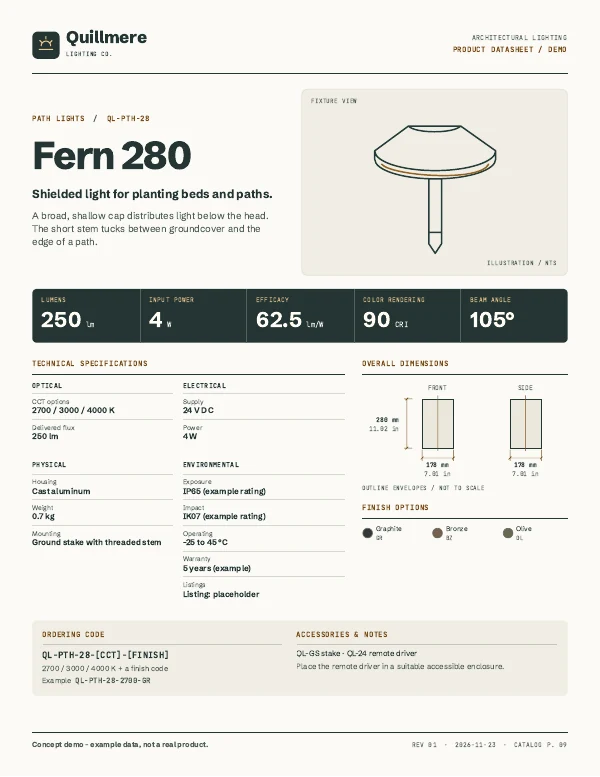 Quillmere
LIGHTING CO.
ARCHITECTURAL LIGHTING
PRODUCT DATASHEET / DEMO
PATH LIGHTS / QL-PTH-28
Fern 280
Shielded light for planting beds and paths.
A broad, shallow cap distributes light below the head.
The short stem tucks between groundcover and the
edge of a path.
FIXTURE VIEW
ILLUSTRATION / NTS
LUMENS
250 lm
INPUT POWER
4 W
EFFICACY
62.5 lm/W
COLOR RENDERING
90 CRI
BEAM ANGLE
105°
TECHNICAL SPECIFICATIONS
OPTICAL
CCT options
2700 / 3000 / 4000 K
Delivered flux
250 lm
ELECTRICAL
Supply
24 V DC
Power
4 W
PHYSICAL
Housing
Cast aluminum
Weight
0.7 kg
Mounting
Ground stake with threaded stem
ENVIRONMENTAL
Exposure
IP65 (example rating)
Impact
IK07 (example rating)
Operating
-25 to 45 °C
Warranty
5 years (example)
Listings
Listing: placeholder
OVERALL DIMENSIONS
FRONT
SIDE
280 mm
11.02 in
178 mm
7.01 in
178 mm
7.01 in
OUTLINE ENVELOPES / NOT TO SCALE
FINISH OPTIONS
Graphite
GR
Bronze
BZ
Olive
OL
ORDERING CODE
QL-PTH-28-[CCT]-[FINISH]
2700 / 3000 / 4000 K + a finish code
Example QL-PTH-28-2700-GR
ACCESSORIES & NOTES
QL-GS stake · QL-24 remote driver
Place the remote driver in a suitable accessible enclosure.
Concept demo - example data, not a real product.
REV 01 · 2026-11-23 · CATALOG P. 09